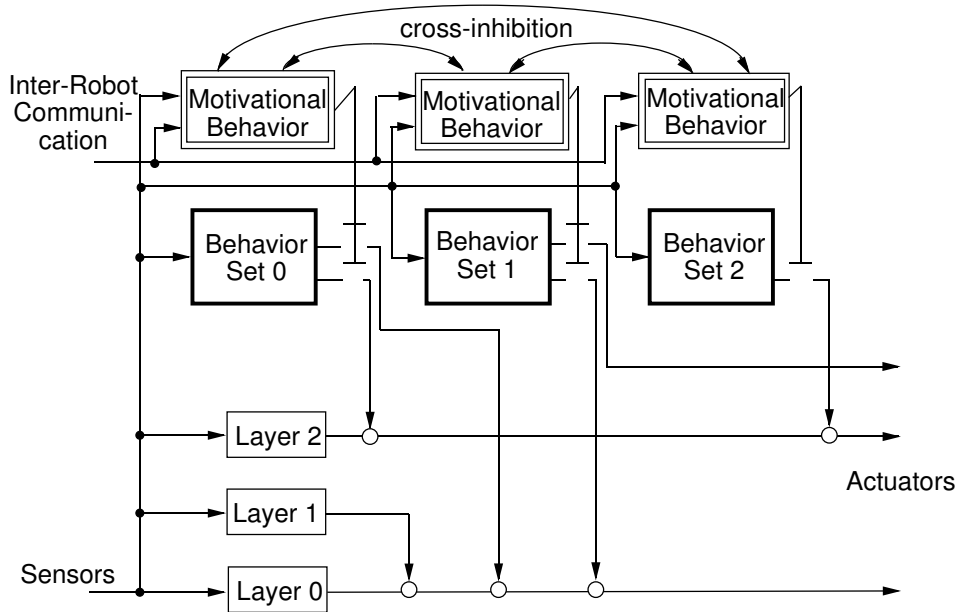 cross-inhibition
Inter-Robot
Communi-
cation
Motivational
Behavior
Motivational
Behavior
Motivational
Behavior
Behavior
Set 0
Behavior
Set 1
Behavior
Set 2
Layer 2
Actuators
Layer 1
Sensors
Layer 0